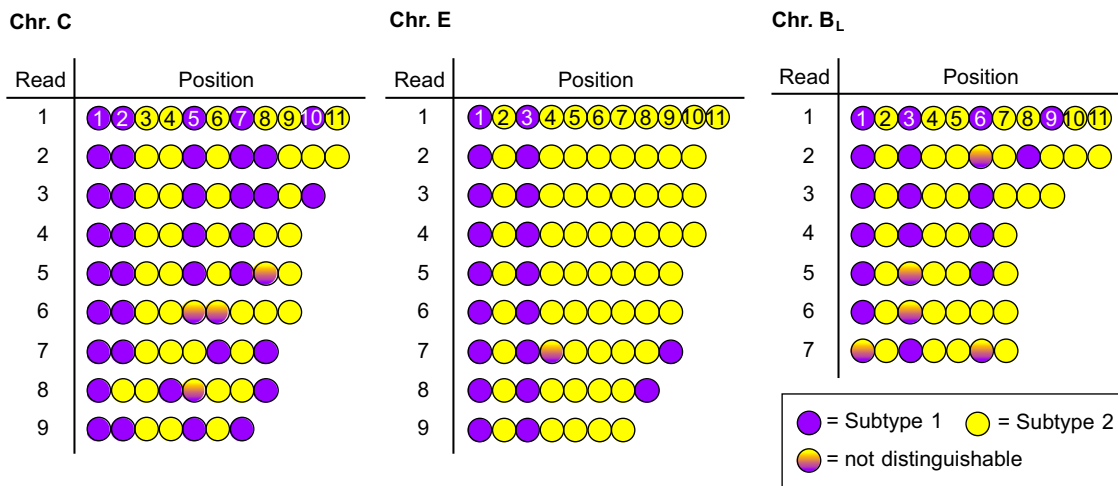 Chr. C
Read Position
1 1 2 3 4 5 6 7 8 9 10 11
2
3
4
5
6
7
8
9
Chr. E
Read Position
1 1 2 3 4 5 6 7 8 9 10 11
2
3
4
5
6
7
8
9
Chr. BL
Read Position
1 1 2 3 4 5 6 7 8 9 10 11
2
3
4
5
6
7
= Subtype 1 = Subtype 2
= not distinguishable